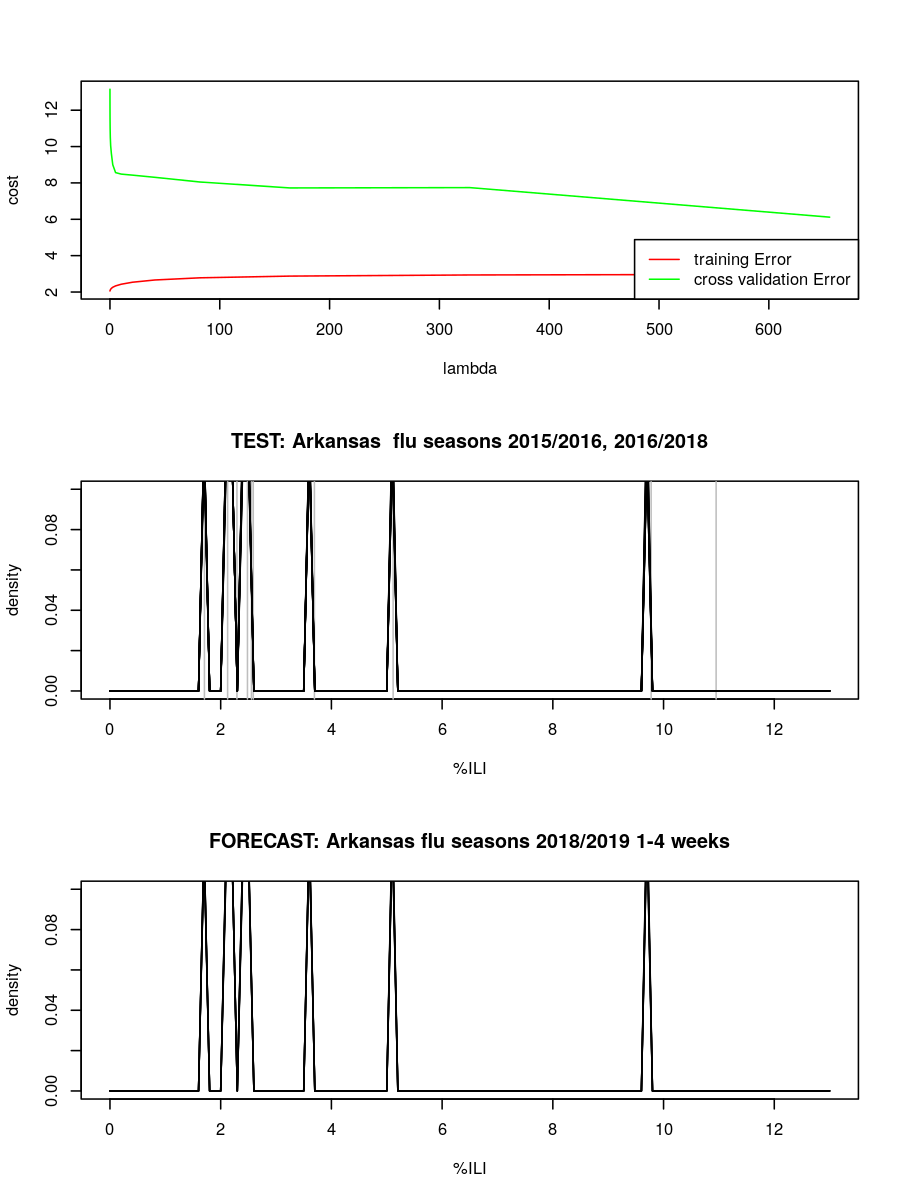 12
10
8
6
4
2
cost
training Error
cross validation Error
0 100 200 300 400 500 600
lambda
TEST: Arkansas  flu seasons 2015/2016, 2016/2018
0.08
0.04
0.00
density
0 2 4 6 8 10 12
%ILI
FORECAST: Arkansas flu seasons 2018/2019 1-4 weeks
0.08
0.04
0.00
density
0 2 4 6 8 10 12
%ILI